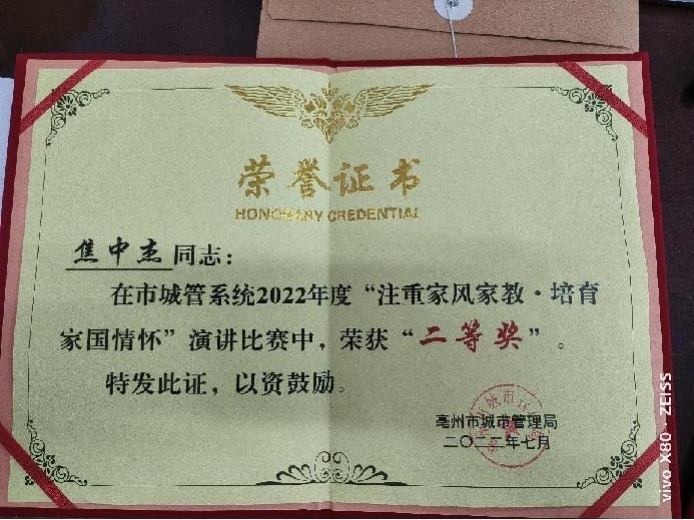 荣誉证书
HONORARY CREDENTIAL
焦中杰同志：
在市城管系统2022年度“注重家风家教·培育
家国情怀”演讲比赛中，荣获“二等奖”。
特发此证，以资鼓励。
亳州市城市管理局
二〇二二年七月
vivo X80 · ZEISS